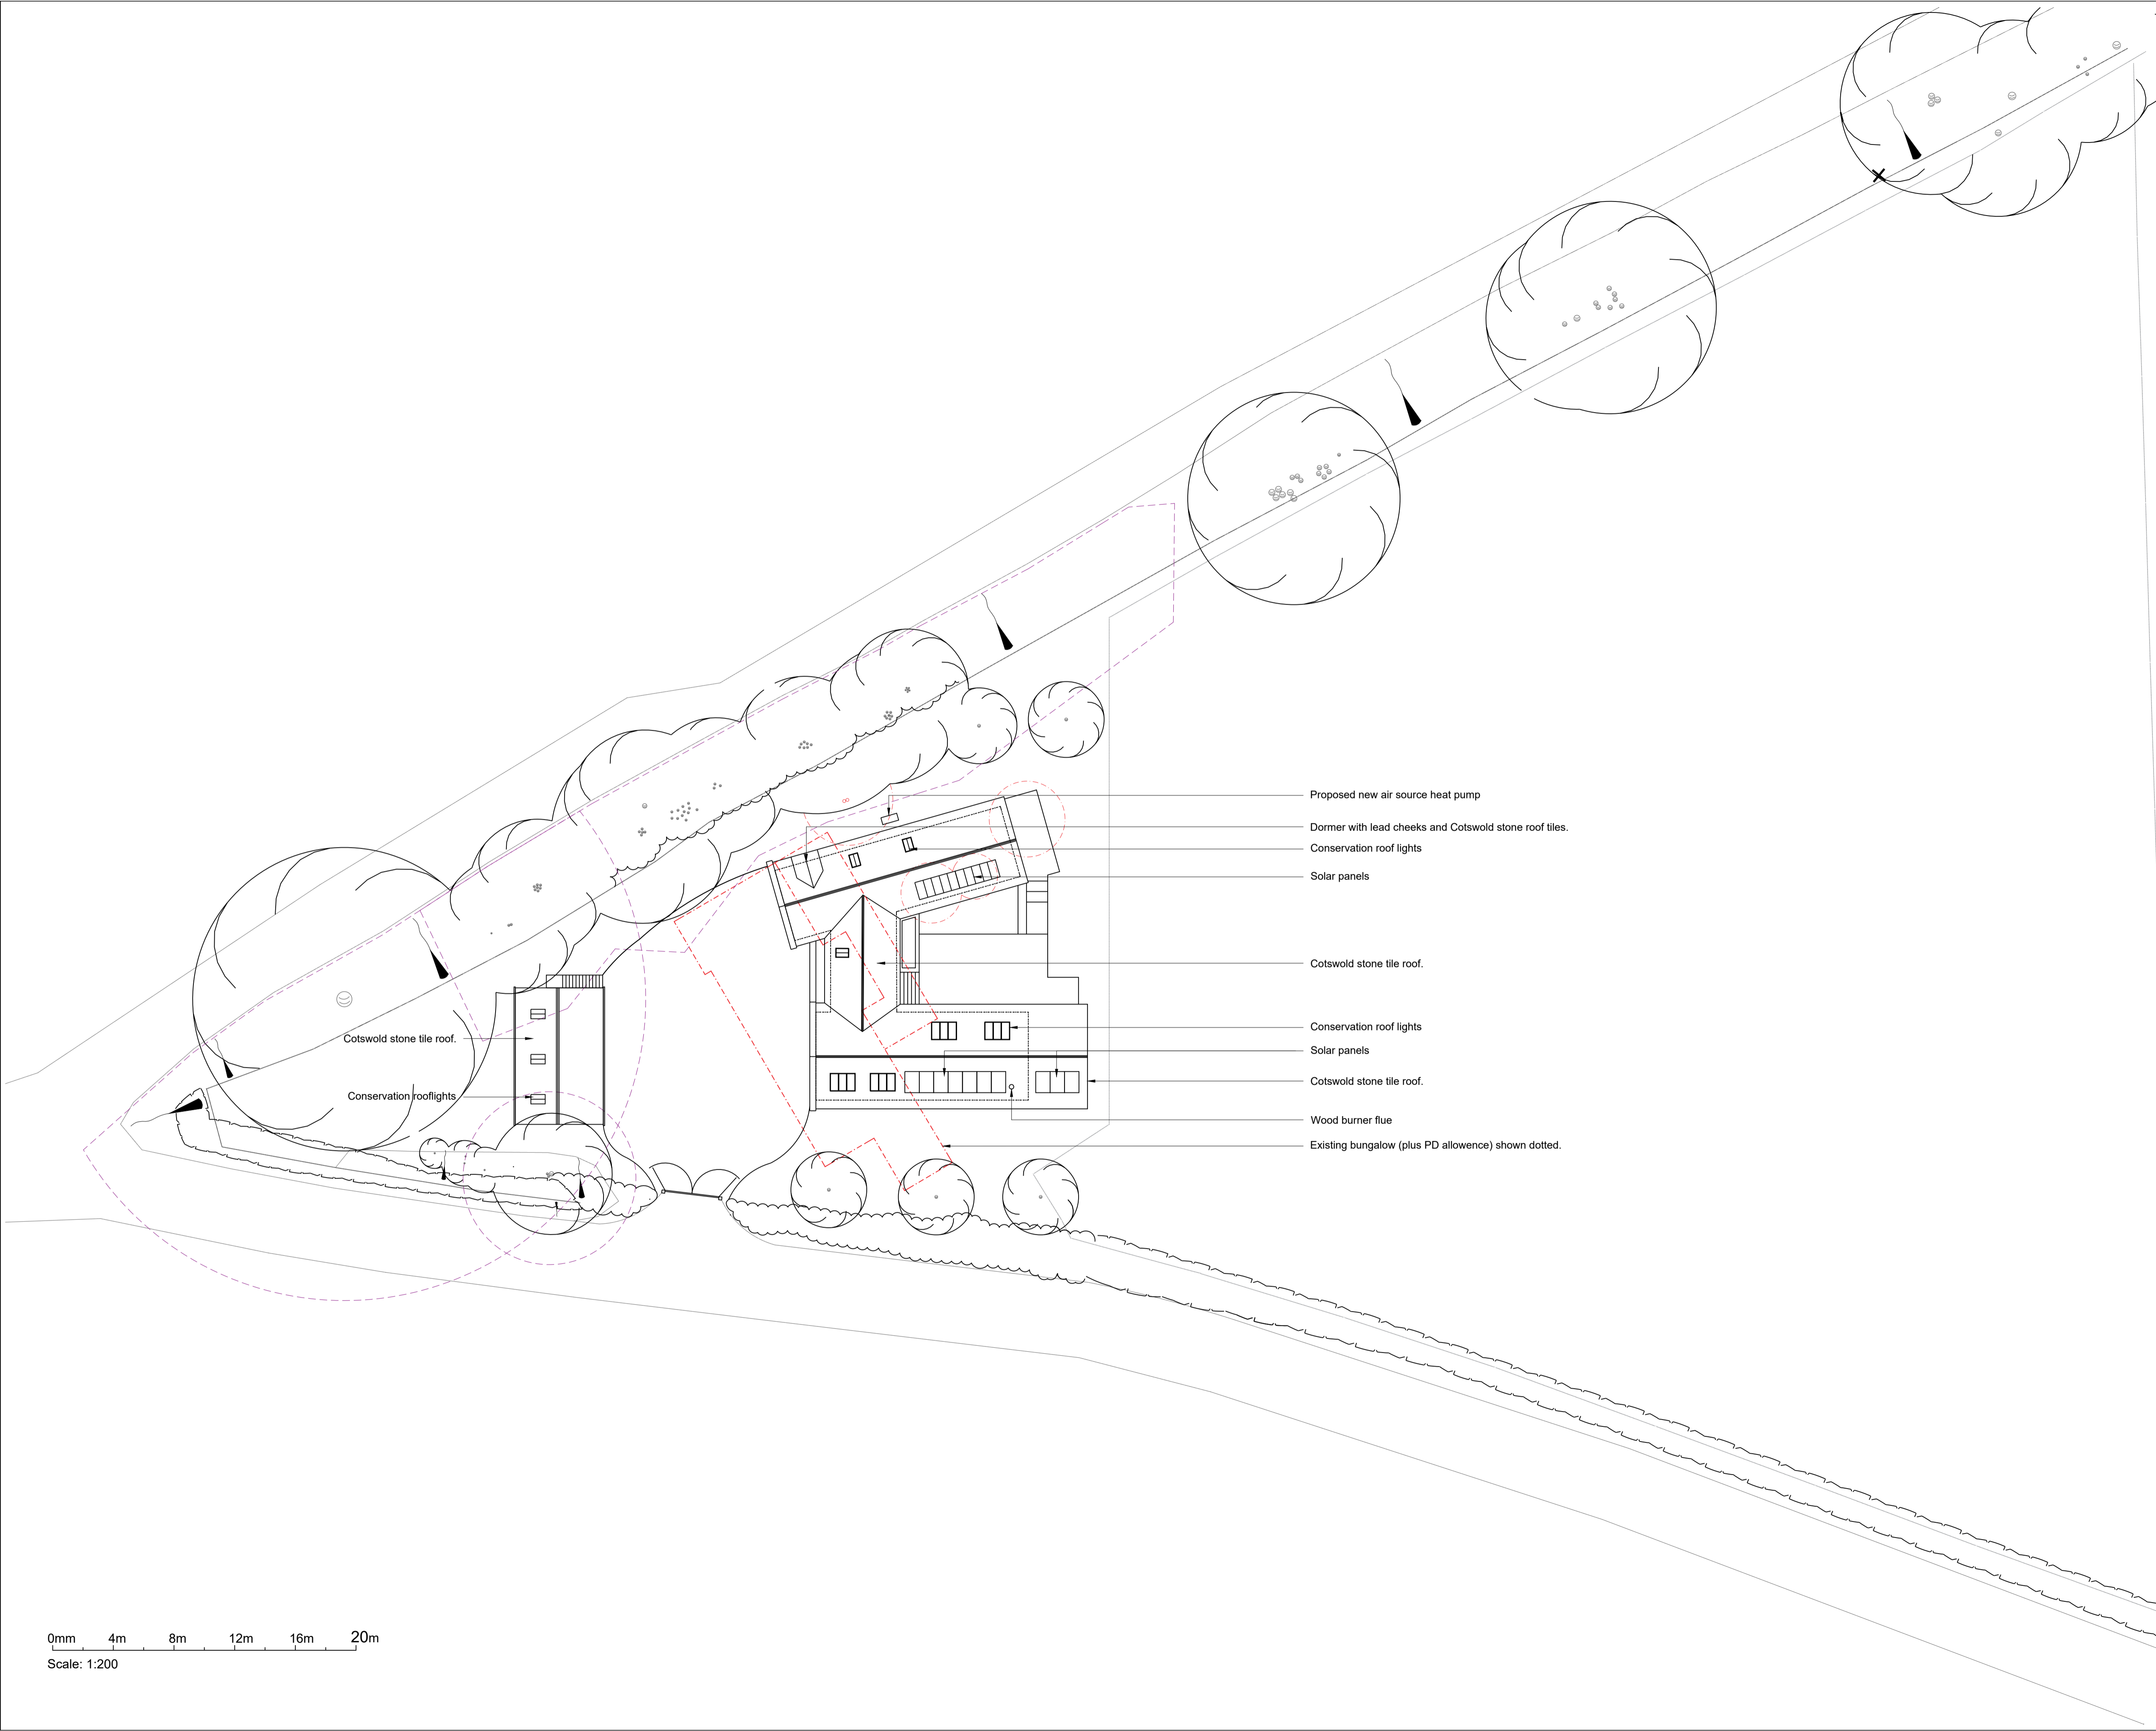 Proposed new air source heat pump
Dormer with lead cheeks and Cotswold stone roof tiles.
Conservation roof lights
Solar panels
Cotswold stone tile roof.
Conservation roof lights
Solar panels
Cotswold stone tile roof.
Wood burner flue
Existing bungalow (plus PD allowence) shown dotted.
Cotswold stone tile roof.
Conservation rooflights
0mm 4m 8m 12m 16m 20m
Scale: 1:200